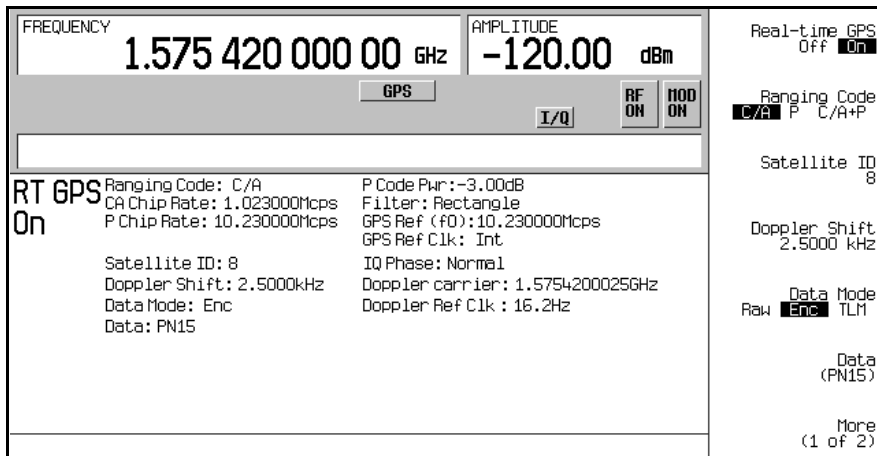 FREQUENCY
1.575 420 000 00 GHz
AMPLITUDE
-120.00 dBm
GPS
I/Q
RF
ON
MOD
ON
RT GPS
On
Ranging Code: C/A
CA Chip Rate: 1.023000Mcps
P Chip Rate: 10.230000Mcps
P Code Pwr:-3.00dB
Filter: Rectangle
GPS Ref (f0):10.230000Mcps
GPS Ref Clk: Int
Satellite ID: 8
Doppler Shift: 2.5000kHz
Data Mode: Enc
Data: PN15
IQ Phase: Normal
Doppler carrier: 1.5754200025GHz
Doppler Ref Clk : 16.2Hz
Real-time GPS
Off On
Ranging Code
C/A P C/A+P
Satellite ID
8
Doppler Shift
2.5000 kHz
Data Mode
Raw Enc TLM
Data
(PN15)
More
(1 of 2)